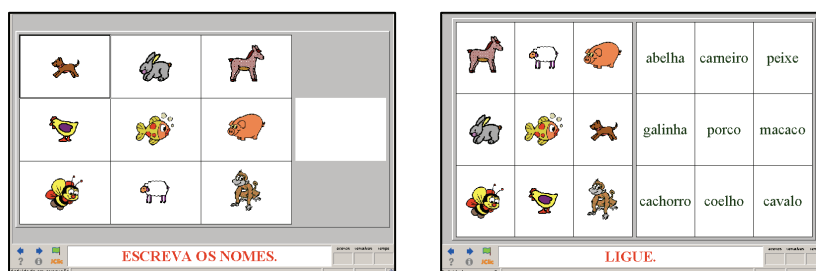 ESCREVA OS NOMES.
abelha carneiro peixe
galinha porco macaco
cachorro coelho cavalo
LIGUE.